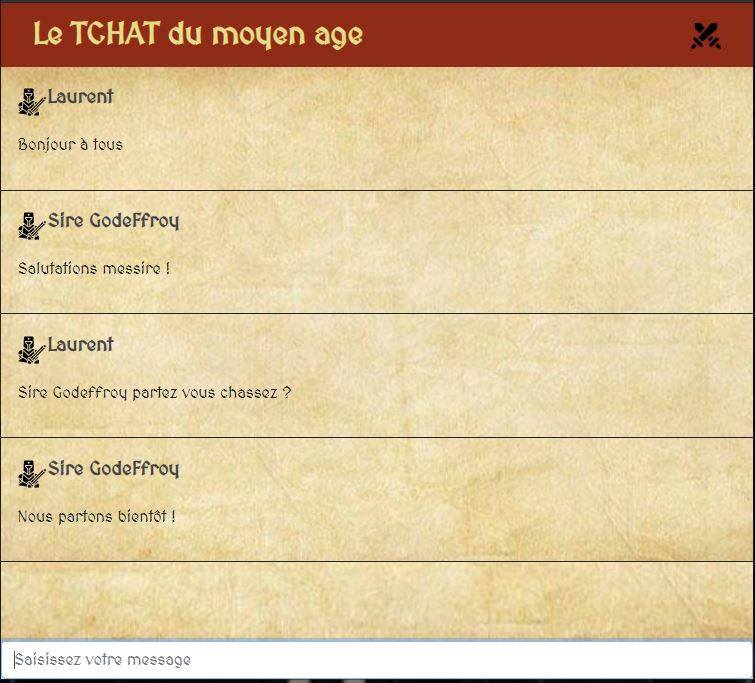 Le TCHAT du moyen age
Laurent
Bonjour à tous
Sire Godeffroy
Salutations messire !
Laurent
Sire Godeffroy partez vous chassez ?
Sire Godeffroy
Nous partons bientôt !
Saisissez votre message